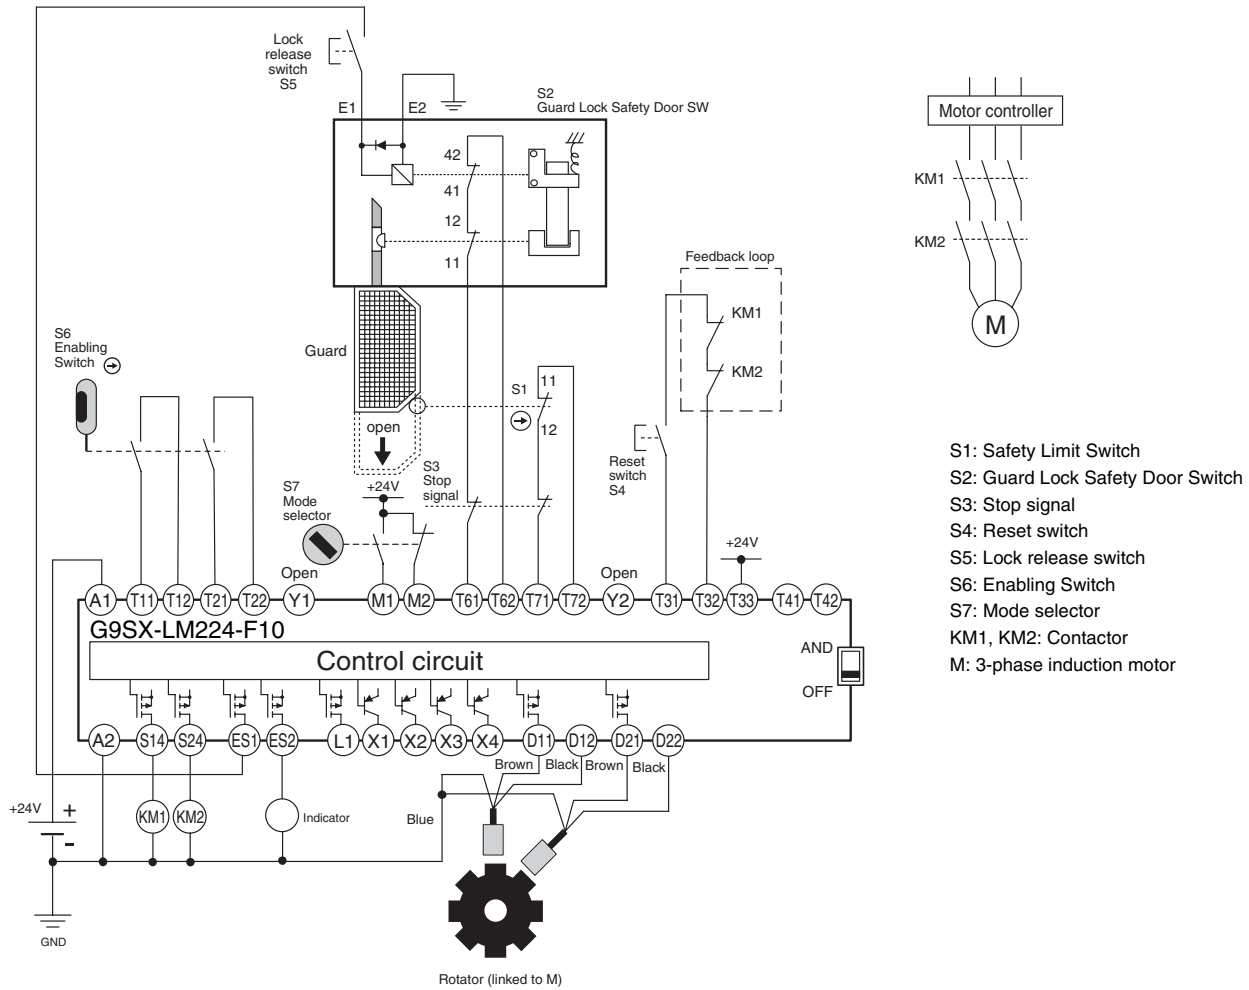 Lock
release
switch
S5
E1
E2
S2
Guard Lock Safety Door SW
42
41
12
11
Motor controller
KM1
KM2
M
Feedback loop
KM1
KM2
S6
Enabling
Switch
Guard
open
S1
11
12
Reset
switch
S4
S3
Stop
signal
+24V
S7
Mode
selector
+24V
Open
Open
S1: Safety Limit Switch
S2: Guard Lock Safety Door Switch
S3: Stop signal
S4: Reset switch
S5: Lock release switch
S6: Enabling Switch
S7: Mode selector
KM1, KM2: Contactor
M: 3-phase induction motor
A1 T11 T12 T21 T22 Y1 M1 M2 T61 T62 T71 T72 Y2 T31 T32 T33 T41 T42
G9SX-LM224-F10
Control circuit
AND
OFF
A2 S14 S24 ES1 ES2 L1 X1 X2 X3 X4 D11 D12 D21 D22
Brown
Black
Brown
Black
+24V
+
-
KM1
KM2
Indicator
Blue
GND
Rotator (linked to M)